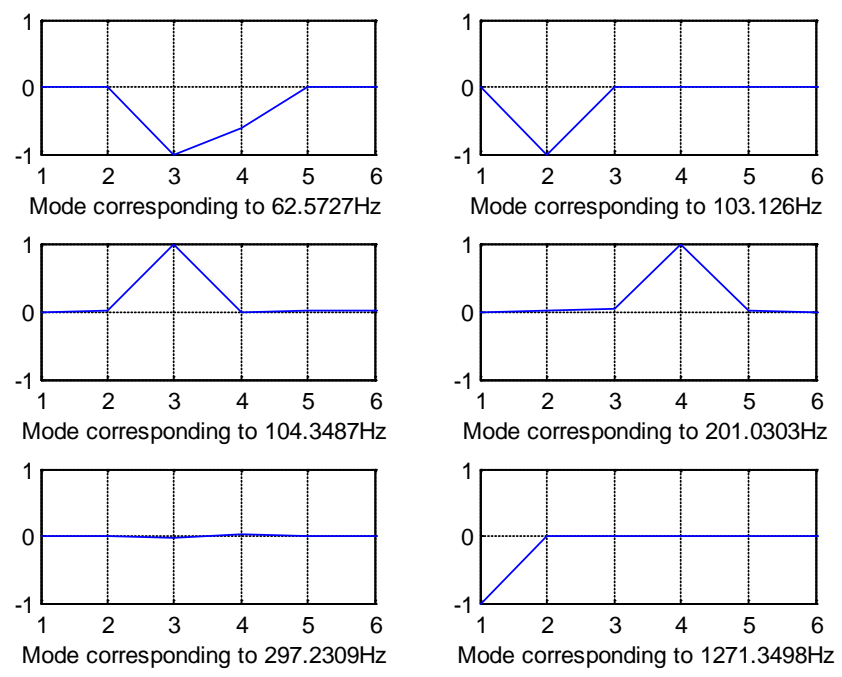 1
0
-1
1 2 3 4 5 6
Mode corresponding to 62.5727Hz
1
0
-1
1 2 3 4 5 6
Mode corresponding to 103.126Hz
1
0
-1
1 2 3 4 5 6
Mode corresponding to 104.3487Hz
1
0
-1
1 2 3 4 5 6
Mode corresponding to 201.0303Hz
1
0
-1
1 2 3 4 5 6
Mode corresponding to 297.2309Hz
1
0
-1
1 2 3 4 5 6
Mode corresponding to 1271.3498Hz